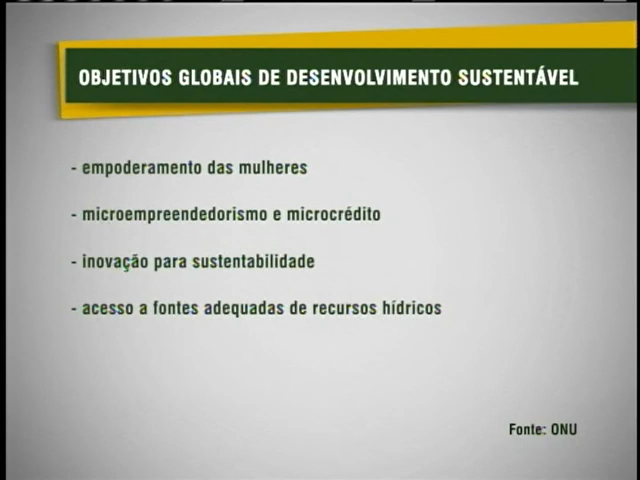 OBJETIVOS GLOBAIS DE DESENVOLVIMENTO SUSTENTÁVEL
- empoderamento das mulheres
- microempreendedorismo e microcrédito
- inovação para sustentabilidade
- acesso a fontes adequadas de recursos hídricos
Fonte: ONU